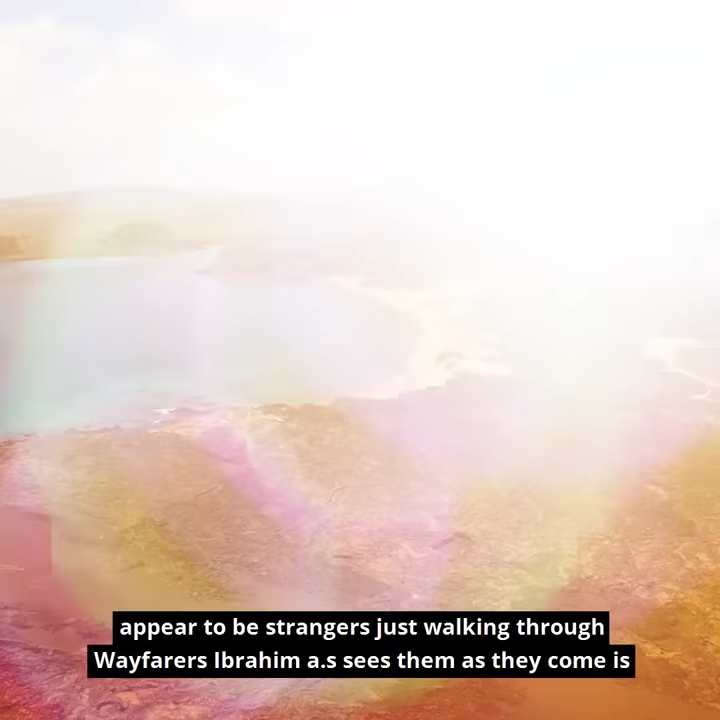 appear to be strangers just walking through
Wayfarers Ibrahim a.s sees them as they come is